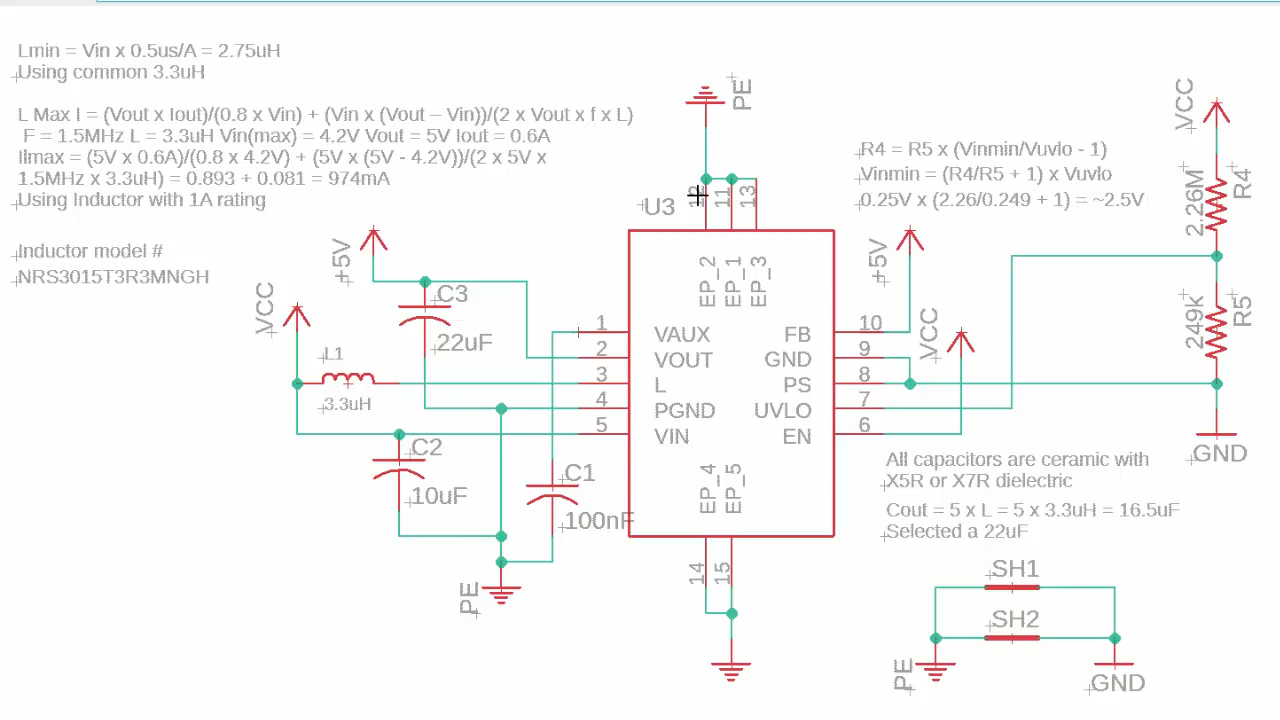 Lmin = Vin x 0.5us/A = 2.75uH
Using common 3.3uH
L Max I = (Vout x Iout)/(0.8 x Vin) + (Vin x (Vout – Vin))/(2 x Vout x f x L)
F = 1.5MHz L = 3.3uH Vin(max) = 4.2V Vout = 5V Iout = 0.6A
Ilmax = (5V x 0.6A)/(0.8 x 4.2V) + (5V x (5V - 4.2V))/(2 x 5V x
1.5MHz x 3.3uH) = 0.893 + 0.081 = 974mA
Using Inductor with 1A rating
Inductor model #
NRS3015T3R3MNGH
PE
VCC
R4 = R5 x (Vinmin/Vuvlo - 1)
Vinmin = (R4/R5 + 1) x Vuvlo
0.25V x (2.26/0.249 + 1) = ~2.5V
2.26M
R4
12
11
13
U3
+5V
+5V
EP_2
EP_1
EP_3
VCC
C3
22uF
249k
R5
VCC
1
2
3
4
5
VAUX
VOUT
L
PGND
VIN
FB
GND
PS
UVLO
EN
10
9
8
7
6
L1
3.3uH
GND
C2
10uF
C1
100nF
EP_4
EP_5
All capacitors are ceramic with
X5R or X7R dielectric
Cout = 5 x L = 5 x 3.3uH = 16.5uF
Selected a 22uF
14
15
PE
SH1
SH2
PE
GND